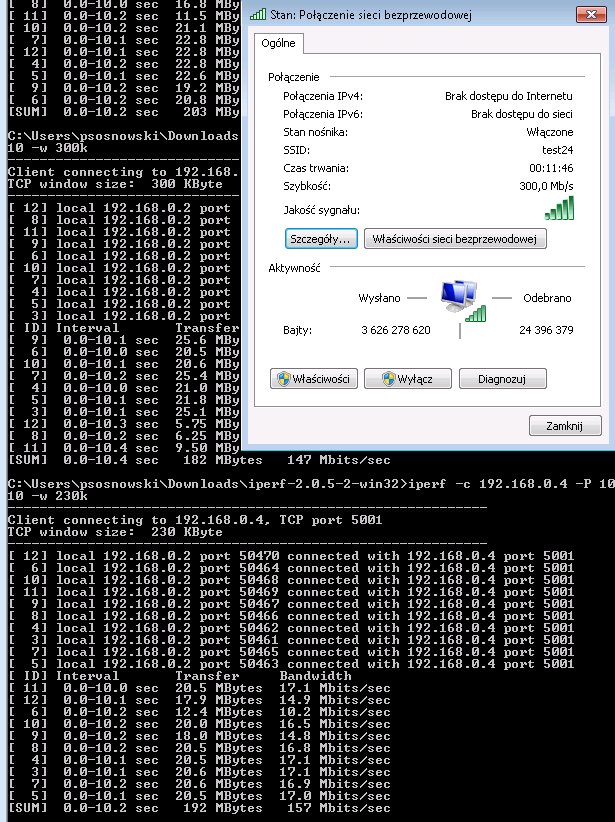 [  8]  0.0-10.0 sec  16.8 MBy
[ 11]  0.0-10.2 sec  11.5 MBy
[ 10]  0.0-10.2 sec  21.1 MBy
[  7]  0.0-10.1 sec  22.8 MBy
[ 12]  0.0-10.1 sec  22.8 MBy
[  4]  0.0-10.2 sec  22.8 MBy
[  5]  0.0-10.1 sec  22.6 MBy
[  9]  0.0-10.2 sec  19.2 MBy
[  6]  0.0-10.2 sec  20.8 MBy
[SUM]  0.0-10.2 sec   203 MBy
C:\Users\psosnowski\Downloads
10 -w 300k
Client connecting to 192.168.
TCP window size:  300 KByte
[ 12] local 192.168.0.2 port
[  8] local 192.168.0.2 port
[ 11] local 192.168.0.2 port
[  9] local 192.168.0.2 port
[  6] local 192.168.0.2 port
[ 10] local 192.168.0.2 port
[  7] local 192.168.0.2 port
[  4] local 192.168.0.2 port
[  5] local 192.168.0.2 port
[  3] local 192.168.0.2 port
[ ID] Interval       Transfer
[  9]  0.0-10.1 sec  25.6 MBy
[  6]  0.0-10.0 sec  20.5 MBy
[ 10]  0.0-10.1 sec  20.6 MBy
[  7]  0.0-10.2 sec  25.4 MBy
[  4]  0.0-10.0 sec  21.0 MBy
[  5]  0.0-10.1 sec  21.8 MBy
[  3]  0.0-10.1 sec  25.1 MBy
[ 12]  0.0-10.3 sec  5.75 MBy
[  8]  0.0-10.2 sec  6.25 MBy
[ 11]  0.0-10.4 sec  9.50 MBy
[SUM]  0.0-10.4 sec   182 MBytes   147 Mbits/sec
C:\Users\psosnowski\Downloads\iperf-2.0.5-2-win32>iperf -c 192.168.0.4 -P 10
10 -w 230k
Client connecting to 192.168.0.4, TCP port 5001
TCP window size:  230 KByte
[ 12] local 192.168.0.2 port 50470 connected with 192.168.0.4 port 5001
[  6] local 192.168.0.2 port 50464 connected with 192.168.0.4 port 5001
[ 10] local 192.168.0.2 port 50468 connected with 192.168.0.4 port 5001
[ 11] local 192.168.0.2 port 50469 connected with 192.168.0.4 port 5001
[  9] local 192.168.0.2 port 50467 connected with 192.168.0.4 port 5001
[  8] local 192.168.0.2 port 50466 connected with 192.168.0.4 port 5001
[  4] local 192.168.0.2 port 50462 connected with 192.168.0.4 port 5001
[  3] local 192.168.0.2 port 50461 connected with 192.168.0.4 port 5001
[  7] local 192.168.0.2 port 50465 connected with 192.168.0.4 port 5001
[  5] local 192.168.0.2 port 50463 connected with 192.168.0.4 port 5001
[ ID] Interval       Transfer     Bandwidth
[ 11]  0.0-10.0 sec  20.5 MBytes  17.1 Mbits/sec
[ 12]  0.0-10.1 sec  17.9 MBytes  14.9 Mbits/sec
[  6]  0.0-10.2 sec  12.4 MBytes  10.2 Mbits/sec
[ 10]  0.0-10.2 sec  20.0 MBytes  16.5 Mbits/sec
[  9]  0.0-10.2 sec  18.0 MBytes  14.8 Mbits/sec
[  8]  0.0-10.2 sec  20.5 MBytes  16.8 Mbits/sec
[  4]  0.0-10.1 sec  20.5 MBytes  17.1 Mbits/sec
[  3]  0.0-10.1 sec  20.6 MBytes  17.1 Mbits/sec
[  7]  0.0-10.2 sec  20.6 MBytes  16.9 Mbits/sec
[  5]  0.0-10.1 sec  20.5 MBytes  17.0 Mbits/sec
[SUM]  0.0-10.2 sec   192 MBytes   157 Mbits/sec
Stan: Połączenie sieci bezprzewodowej
Ogólne
Połączenie
Połączenia IPv4: Brak dostępu do Internetu
Połączenia IPv6: Brak dostępu do sieci
Stan nośnika: Włączone
SSID: test24
Czas trwania: 00:11:46
Szybkość: 300,0 Mb/s
Jakość sygnału:
Szczegóły... Właściwości sieci bezprzewodowej
Aktywność
Wysłano Odebrano
Bajty: 3 626 278 620 24 396 379
Właściwości Wyłącz Diagnozuj
Zamknij